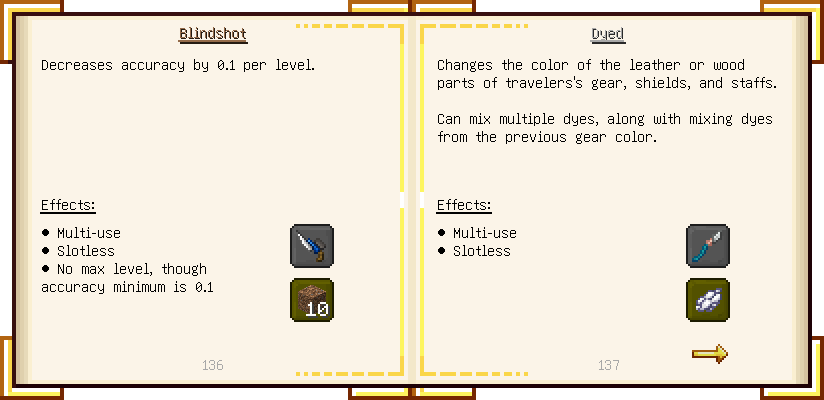 Blindshot
Decreases accuracy by 0.1 per level.
Effects:
• Multi-use
• Slotless
• No max level, though
accuracy minimum is 0.1
10
136
Dyed
Changes the color of the leather or wood
parts of travelers's gear, shields, and staffs.
Can mix multiple dyes, along with mixing dyes
from the previous gear color.
Effects:
• Multi-use
• Slotless
137